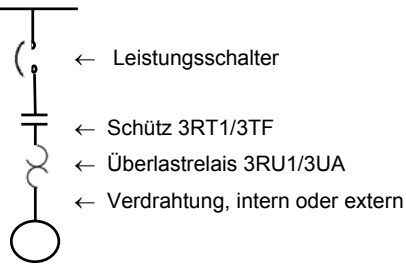 ← Leistungsschalter
← Schütz 3RT1/3TF
← Überlastrelais 3RU1/3UA
← Verdrahtung, intern oder extern